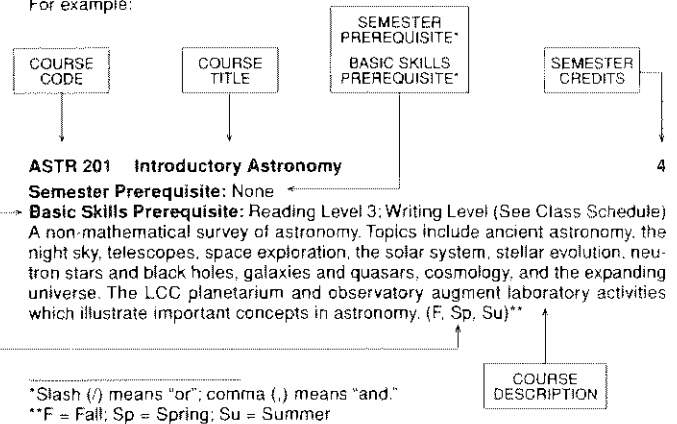 For example:
SEMESTER
PREREQUISITE*
BASIC SKILLS
PREREQUISITE*
COURSE
CODE
COURSE
TITLE
SEMESTER
CREDITS
ASTR 201 Introductory Astronomy 4
Semester Prerequisite: None
Basic Skills Prerequisite: Reading Level 3; Writing Level (See Class Schedule)
A non-mathematical survey of astronomy. Topics include ancient astronomy, the
night sky, telescopes, space exploration, the solar system, stellar evolution, neu-
tron stars and black holes, galaxies and quasars, cosmology, and the expanding
universe. The LCC planetarium and observatory augment laboratory activities
which illustrate important concepts in astronomy. (F, Sp, Su)**
COURSE
DESCRIPTION
*Slash (/) means "or"; comma (,) means "and."
**F = Fall; Sp = Spring; Su = Summer